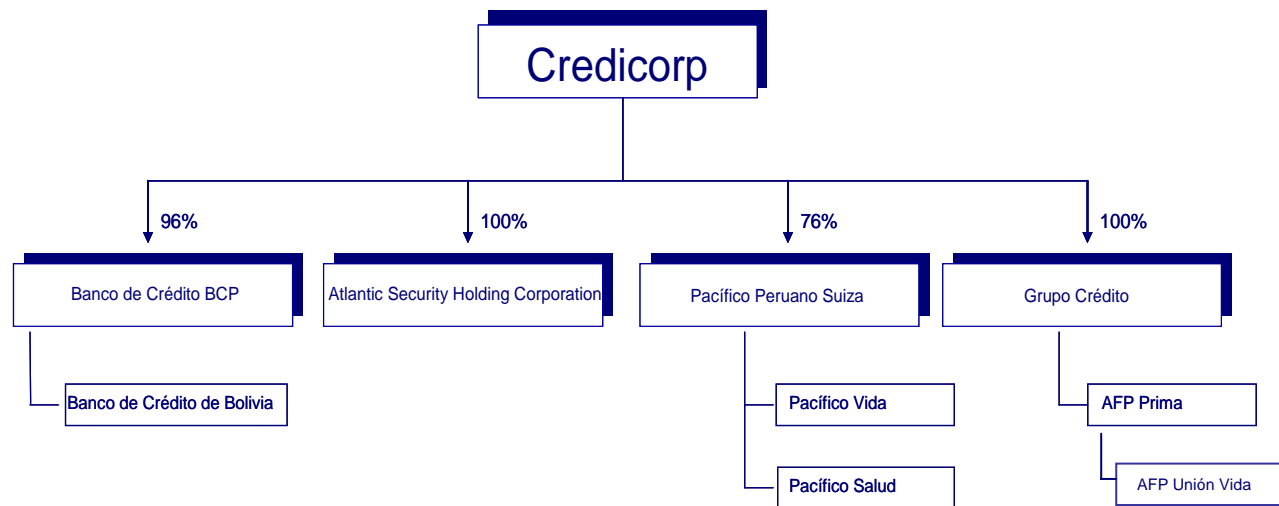 Credicorp
96%
100%
76%
100%
Banco de Crédito BCP
Atlantic Security Holding Corporation
Pacífico Peruano Suiza
Grupo Crédito
Banco de Crédito de Bolivia
Pacífico Vida
AFP Prima
Pacífico Salud
AFP Unión Vida